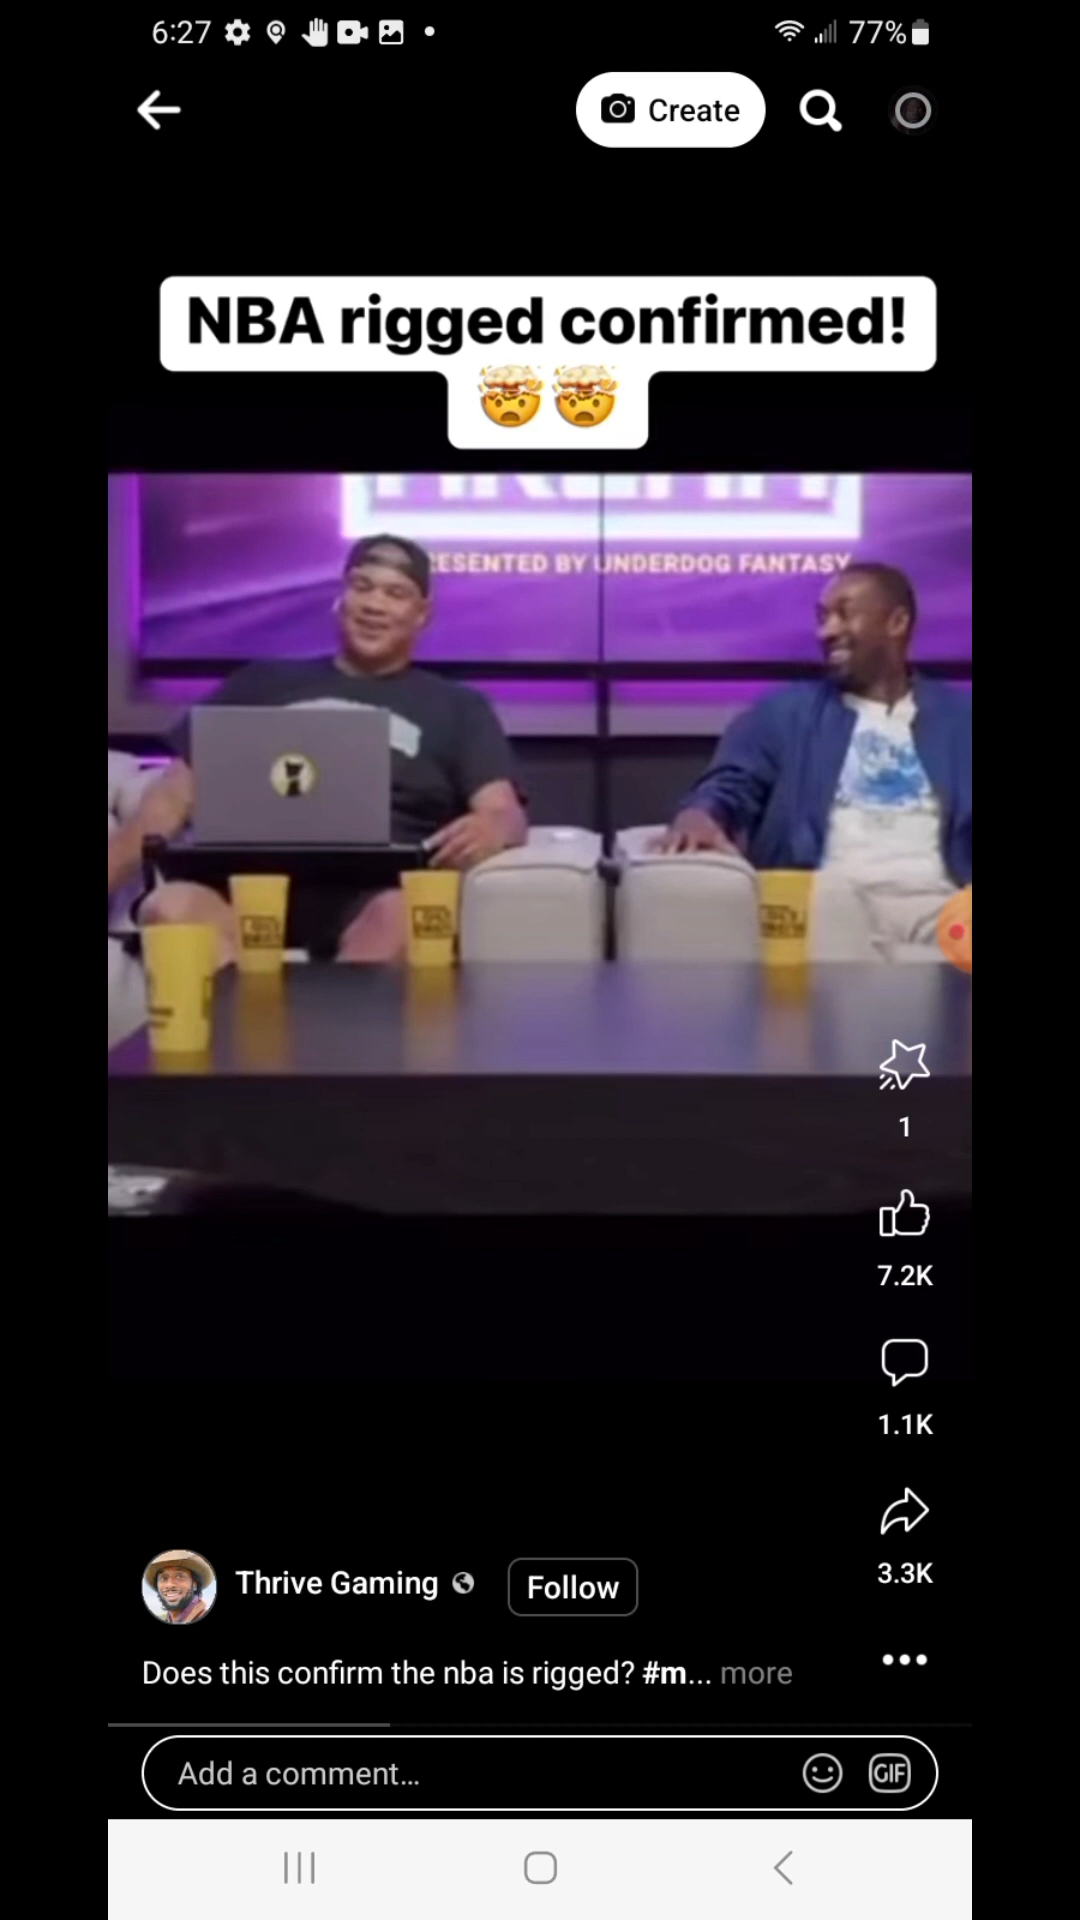 6:27
77%
Create
NBA rigged confirmed!
🤯🤯
RESENTED BY UNDERDOG FANTASY
1
7.2K
1.1K
3.3K
Thrive Gaming
Follow
Does this confirm the nba is rigged? #m... more
Add a comment...
GIF